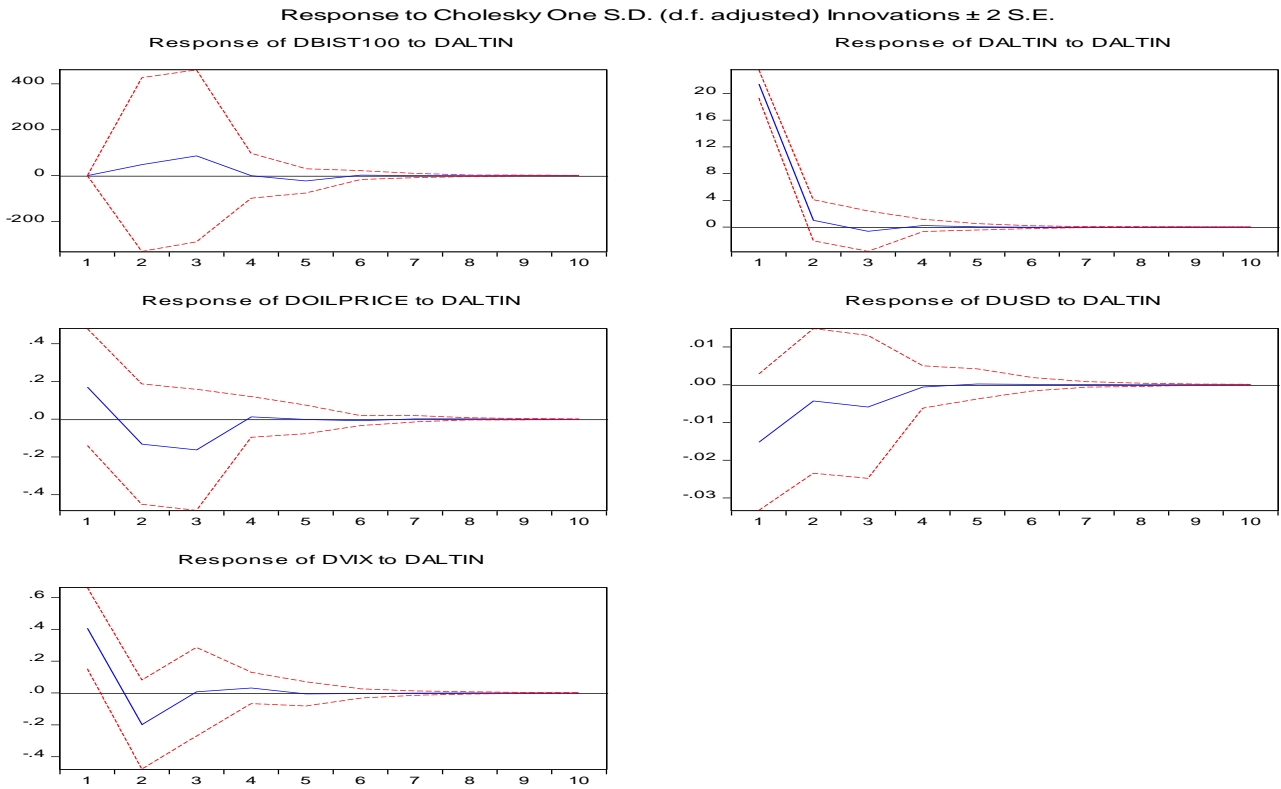 Response to Cholesky One S.D. (d.f. adjusted) Innovations ± 2 S.E.
Response of DBIST100 to DALTIN
400
200
0
-200
1 2 3 4 5 6 7 8 9 10
Response of DALTIN to DALTIN
20
16
12
8
4
0
1 2 3 4 5 6 7 8 9 10
Response of DOILPRICE to DALTIN
.4
.2
.0
-.2
-.4
1 2 3 4 5 6 7 8 9 10
Response of DUSD to DALTIN
.01
.00
-.01
-.02
-.03
1 2 3 4 5 6 7 8 9 10
Response of DVIX to DALTIN
.6
.4
.2
.0
-.2
-.4
1 2 3 4 5 6 7 8 9 10